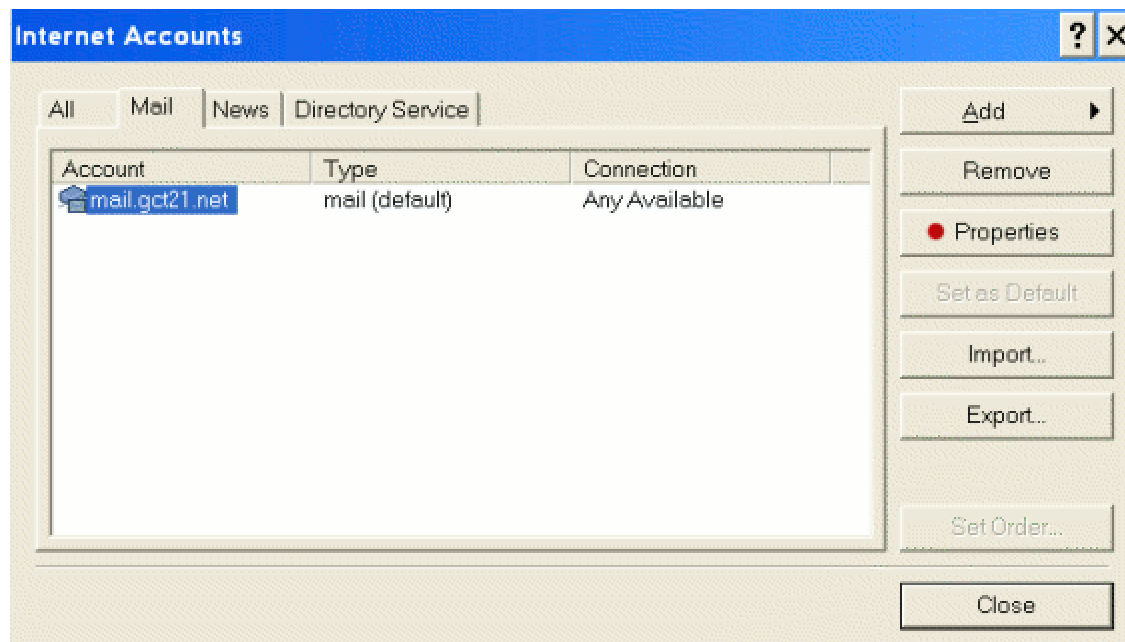 Internet Accounts
All Mail News Directory Service
Account Type Connection
mail.gct21.net mail (default) Any Available
Add
Remove
Properties
Set as Default
Import...
Export...
Set Order...
Close